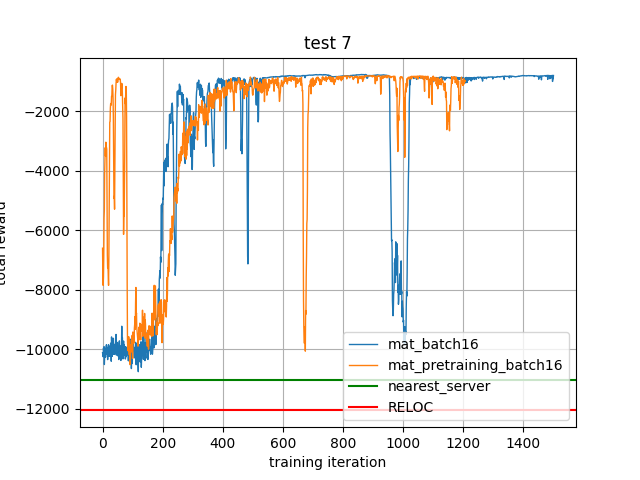 test 7
total reward
−2000
−4000
−6000
−8000
−10000
−12000
mat_batch16
mat_pretraining_batch16
nearest_server
RELOC
0 200 400 600 800 1000 1200 1400
training iteration